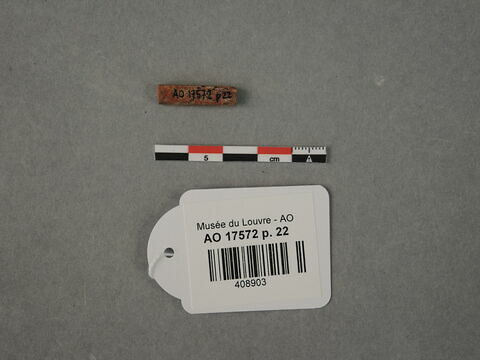 AO 17572 p 22
5 cm
Musée du Louvre - AO
AO 17572 p. 22
408903